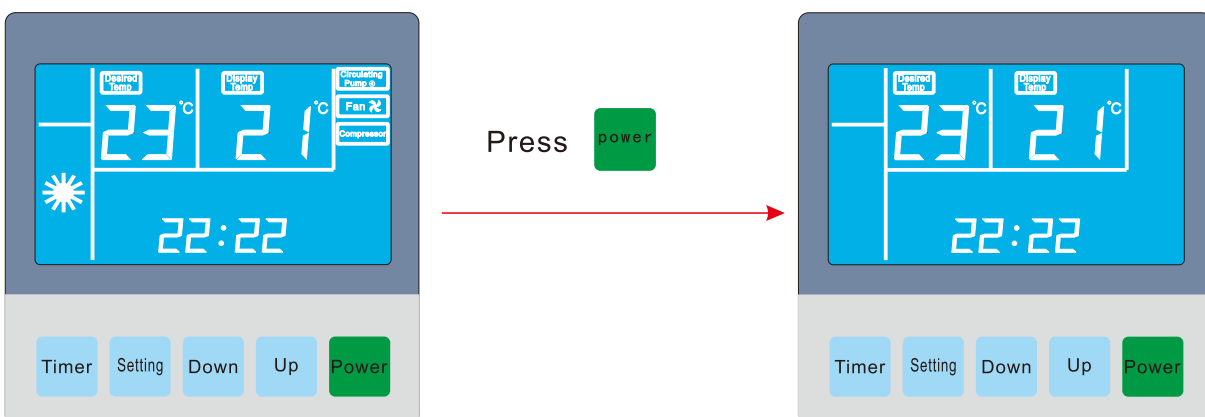 Desired
Temp
23°C
Display
Temp
21°C
Circulating
Pump
Fan
Compressor
22:22
Timer
Setting
Down
Up
Power
Press
power
Desired
Temp
23°C
Display
Temp
21°C
22:22
Timer
Setting
Down
Up
Power